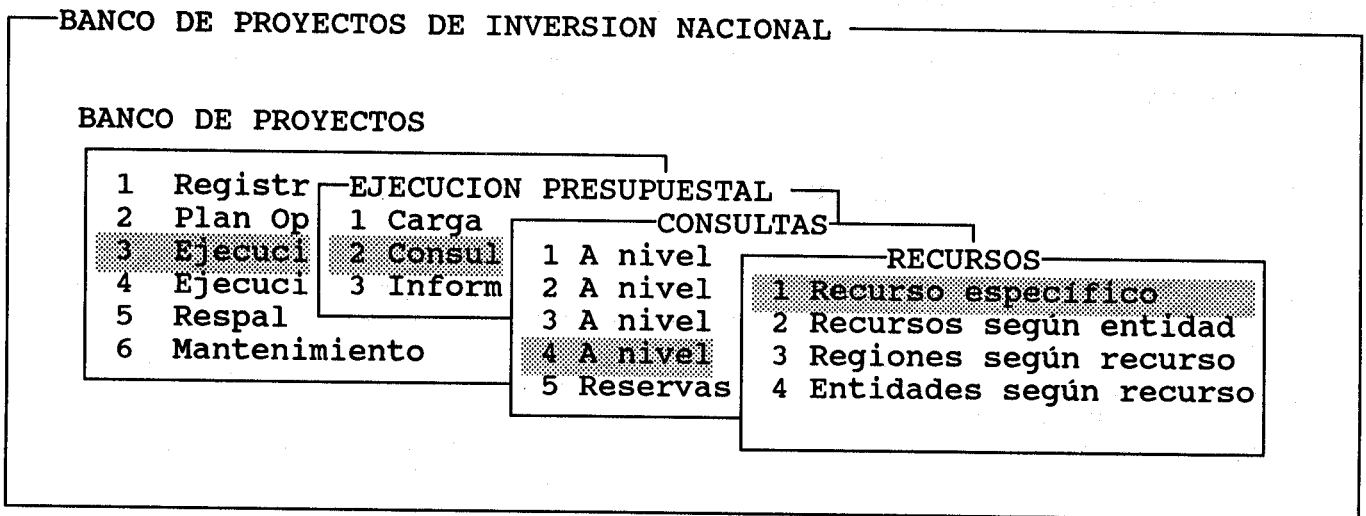 BANCO DE PROYECTOS DE INVERSION NACIONAL
BANCO DE PROYECTOS
1 Registr
2 Plan Op
3 Ejecuci
4 Ejecuci
5 Respal
6 Mantenimiento
EJECUCION PRESUPUESTAL
1 Carga
2 Consul
3 Inform
CONSULTAS
1 A nivel
2 A nivel
3 A nivel
4 A nivel
5 Reservas
RECURSOS
1 Recurso específico
2 Recursos según entidad
3 Regiones según recurso
4 Entidades según recurso